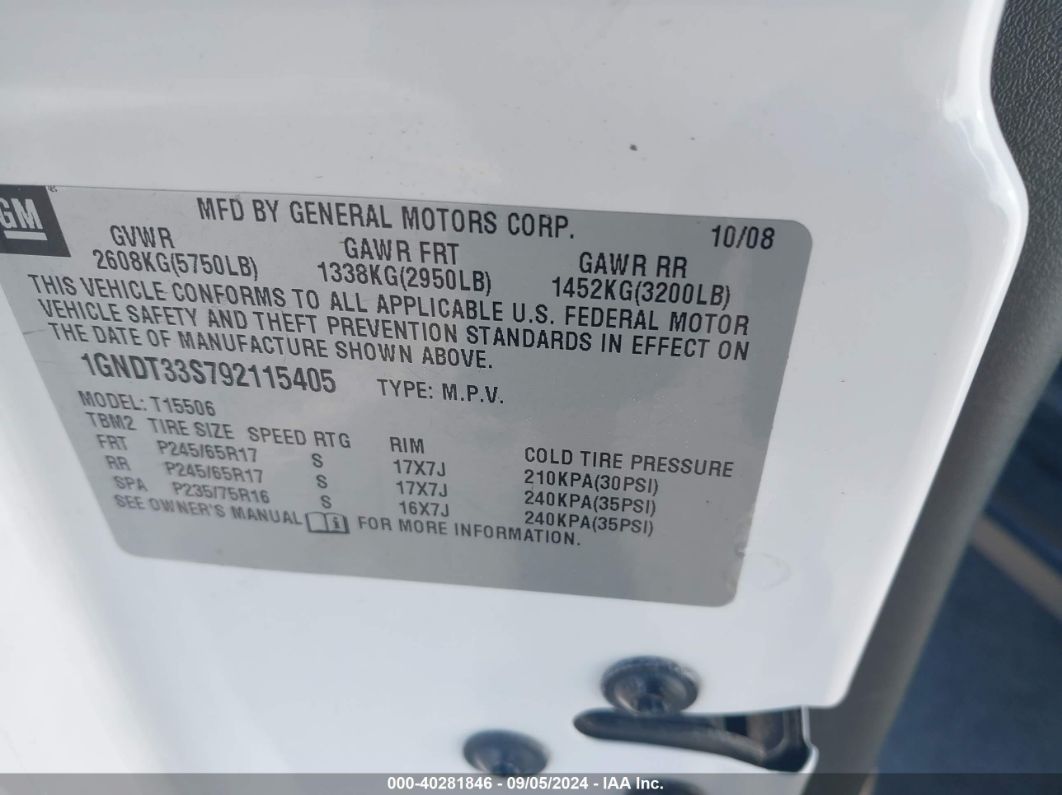 GM
MFD BY GENERAL MOTORS CORP.
10/08
GVWR GAWR FRT GAWR RR
2608KG(5750LB) 1338KG(2950LB) 1452KG(3200LB)
THIS VEHICLE CONFORMS TO ALL APPLICABLE U.S. FEDERAL MOTOR
VEHICLE SAFETY AND THEFT PREVENTION STANDARDS IN EFFECT ON
THE DATE OF MANUFACTURE SHOWN ABOVE.
1GNDT33S792115405 TYPE: M.P.V.
MODEL: T15506
TBM2 TIRE SIZE SPEED RTG RIM COLD TIRE PRESSURE
FRT P245/65R17 S 17X7J 210KPA(30PSI)
RR P245/65R17 S 17X7J 240KPA(35PSI)
SPA P235/75R16 S 16X7J 240KPA(35PSI)
SEE OWNER'S MANUAL i FOR MORE INFORMATION.
000-40281846 - 09/05/2024 - IAA Inc.